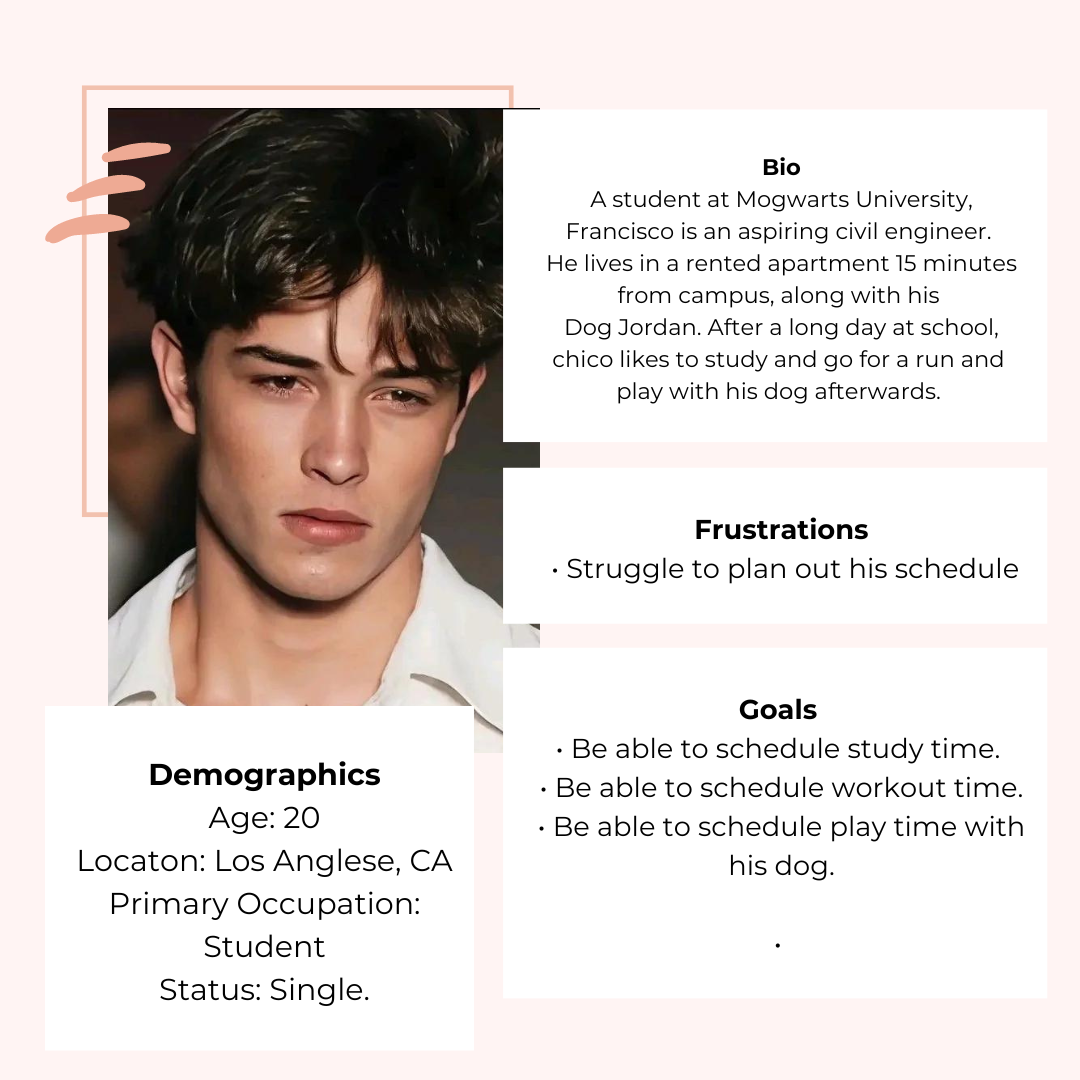 Bio
A student at Mogwarts University,
Francisco is an aspiring civil engineer.
He lives in a rented apartment 15 minutes
from campus, along with his
Dog Jordan. After a long day at school,
chico likes to study and go for a run and
play with his dog afterwards.
Frustrations
• Struggle to plan out his schedule
Goals
• Be able to schedule study time.
• Be able to schedule workout time.
• Be able to schedule play time with
his dog.
•
Demographics
Age: 20
Locaton: Los Anglese, CA
Primary Occupation:
Student
Status: Single.